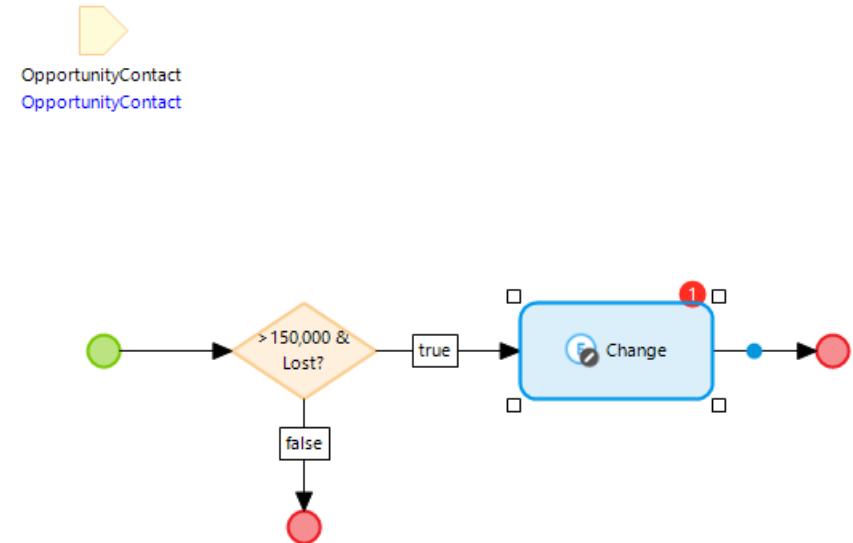 OpportunityContact
OpportunityContact
>150,000 &
Lost?
true
1
Change
false